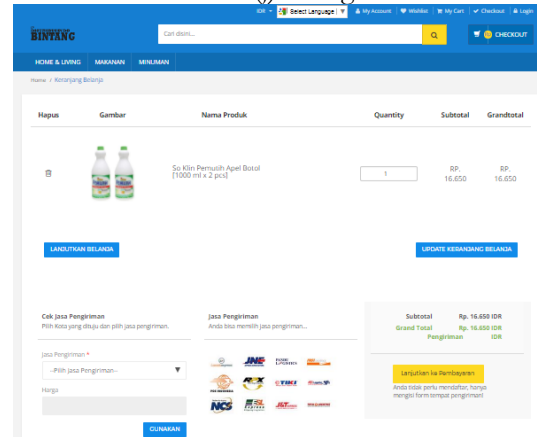 IDR Select Language ▼ My Account Wishlist My Cart Checkout Login
BINTANG
Cari disini...
CHECKOUT
HOME & LIVING MAKANAN MINUMAN
Home / Keranjang Belanja
Hapus Gambar Nama Produk Quantity Subtotal Grandtotal
So Klin Pemutih Apel Botol
[1000 ml x 2 pcs]
1
RP.
16.650
RP.
16.650
LANJUTKAN BELANJA
UPDATE KERANJANG BELANJA
Cek Jasa Pengiriman
Pilih Kota yang dituju dan pilih jasa pengiriman.
Jasa Pengiriman *
--Pilih Jasa Pengiriman--
Harga
GUNAKAN
Jasa Pengiriman
Anda bisa memilih jasa pengiriman...
JNE
RPX
TIKI
NCS
J&T
Subtotal Rp. 16.650 IDR
Grand Total Rp. 16.650 IDR
Pengiriman IDR
Lanjutkan ke Pembayaran
Anda tidak perlu mendaftar, hanya
mengisi form tempat pengiriman!